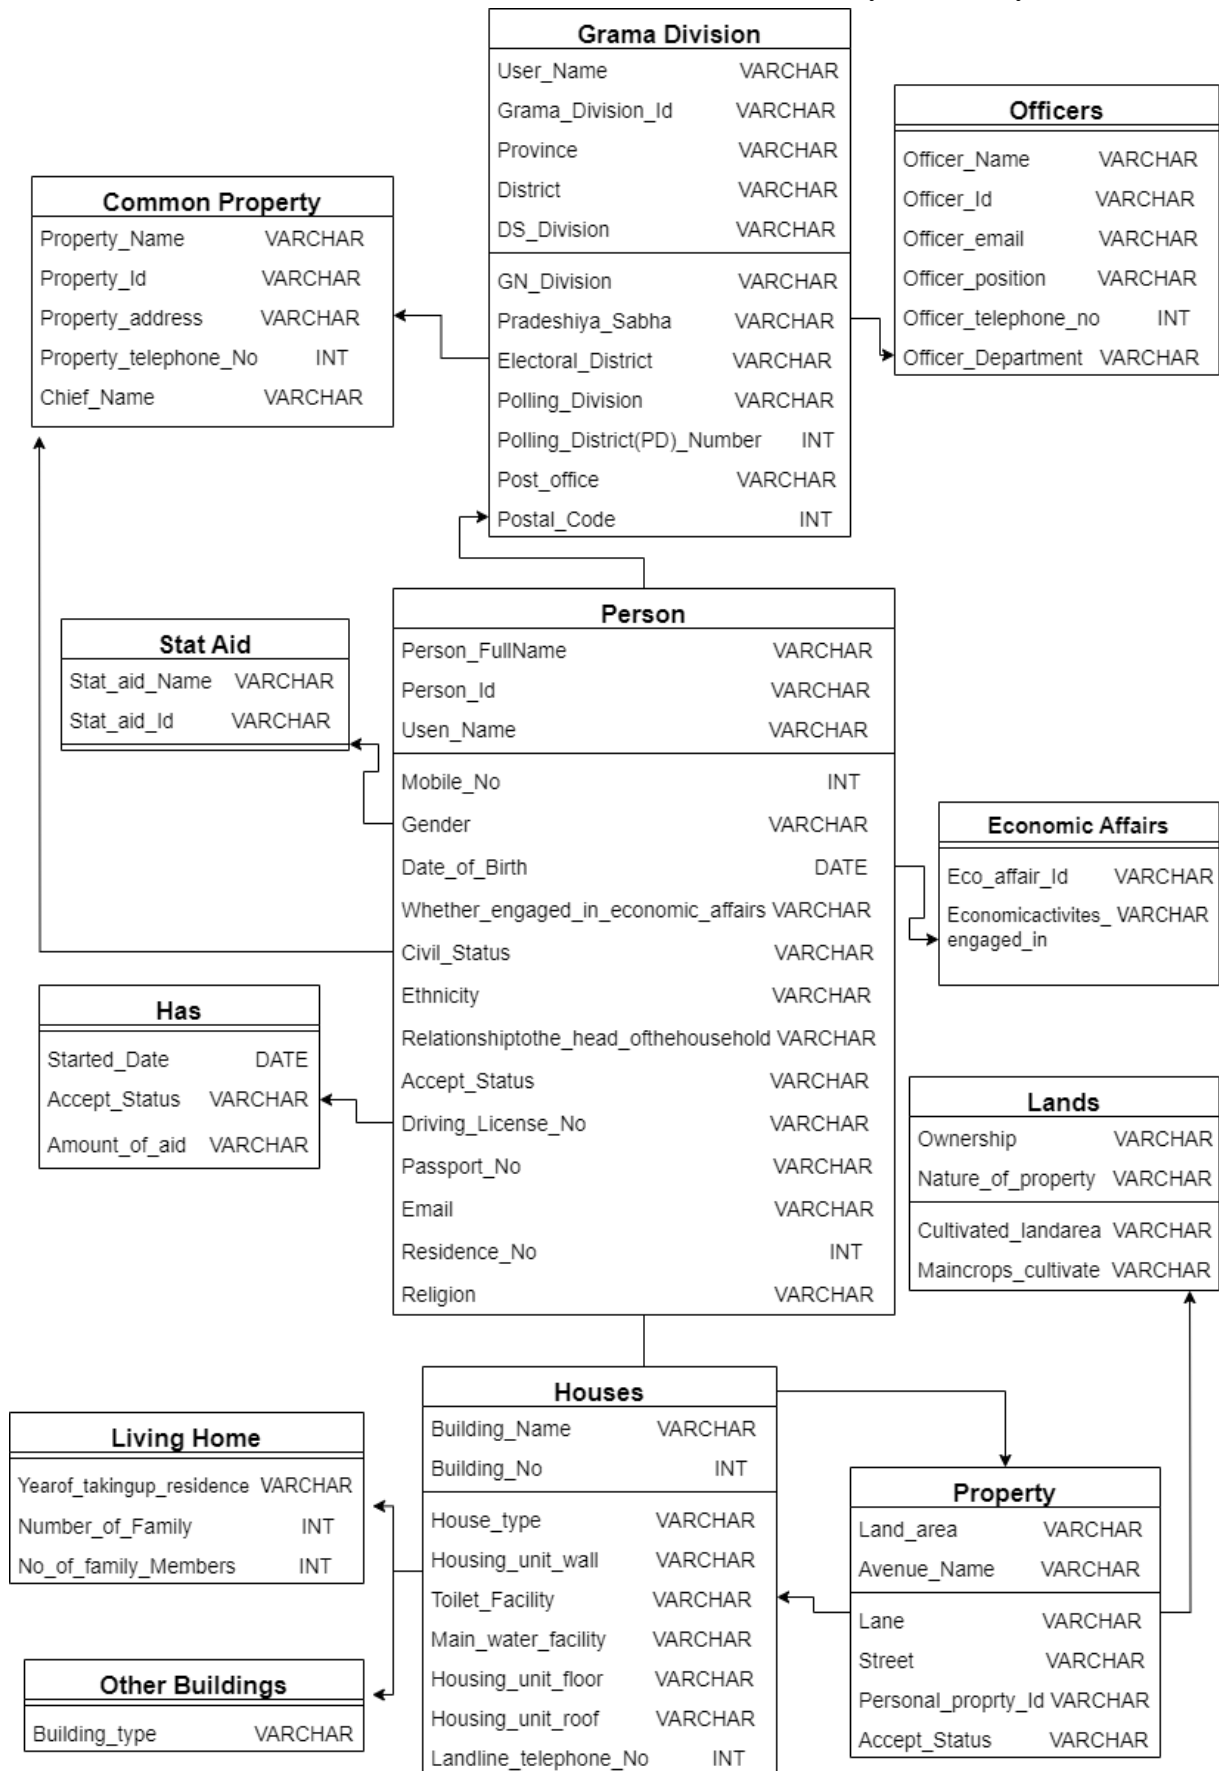 Grama Division
User_Name VARCHAR
Grama_Division_Id VARCHAR
Province VARCHAR
District VARCHAR
DS_Division VARCHAR
GN_Division VARCHAR
Pradeshiya_Sabha VARCHAR
Electoral_District VARCHAR
Polling_Division VARCHAR
Polling_District(PD)_Number INT
Post_office VARCHAR
Postal_Code INT
Officers
Officer_Name VARCHAR
Officer_Id VARCHAR
Officer_email VARCHAR
Officer_position VARCHAR
Officer_telephone_no INT
Officer_Department VARCHAR
Common Property
Property_Name VARCHAR
Property_Id VARCHAR
Property_address VARCHAR
Property_telephone_No INT
Chief_Name VARCHAR
Person
Person_FullName VARCHAR
Person_Id VARCHAR
Usen_Name VARCHAR
Mobile_No INT
Gender VARCHAR
Date_of_Birth DATE
Whether_engaged_in_economic_affairs VARCHAR
Civil_Status VARCHAR
Ethnicity VARCHAR
Relationshiptothe_head_ofthehousehold VARCHAR
Accept_Status VARCHAR
Driving_License_No VARCHAR
Passport_No VARCHAR
Email VARCHAR
Residence_No INT
Religion VARCHAR
Stat Aid
Stat_aid_Name VARCHAR
Stat_aid_Id VARCHAR
Economic Affairs
Eco_affair_Id VARCHAR
Economicactivites_ VARCHAR
engaged_in
Has
Started_Date DATE
Accept_Status VARCHAR
Amount_of_aid VARCHAR
Lands
Ownership VARCHAR
Nature_of_property VARCHAR
Cultivated_landarea VARCHAR
Maincrops_cultivate VARCHAR
Houses
Building_Name VARCHAR
Building_No INT
House_type VARCHAR
Housing_unit_wall VARCHAR
Toilet_Facility VARCHAR
Main_water_facility VARCHAR
Housing_unit_floor VARCHAR
Housing_unit_roof VARCHAR
Landline_telephone_No INT
Living Home
Yearof_takingup_residence VARCHAR
Number_of_Family INT
No_of_family_Members INT
Property
Land_area VARCHAR
Avenue_Name VARCHAR
Lane VARCHAR
Street VARCHAR
Personal_proprty_Id VARCHAR
Accept_Status VARCHAR
Other Buildings
Building_type VARCHAR